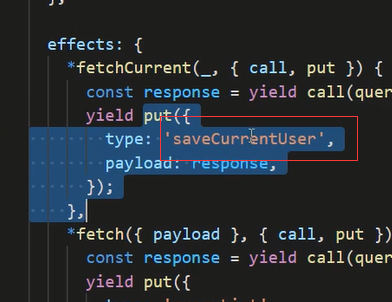 },
effects: {
*fetchCurrent(_, { call, put }) {
const response = yield call(quer
yield put({
type: 'saveCurrentUser',
payload: response,
});
},
*fetch({ payload }, { call, put })
const response = yield call(quer
yield put({